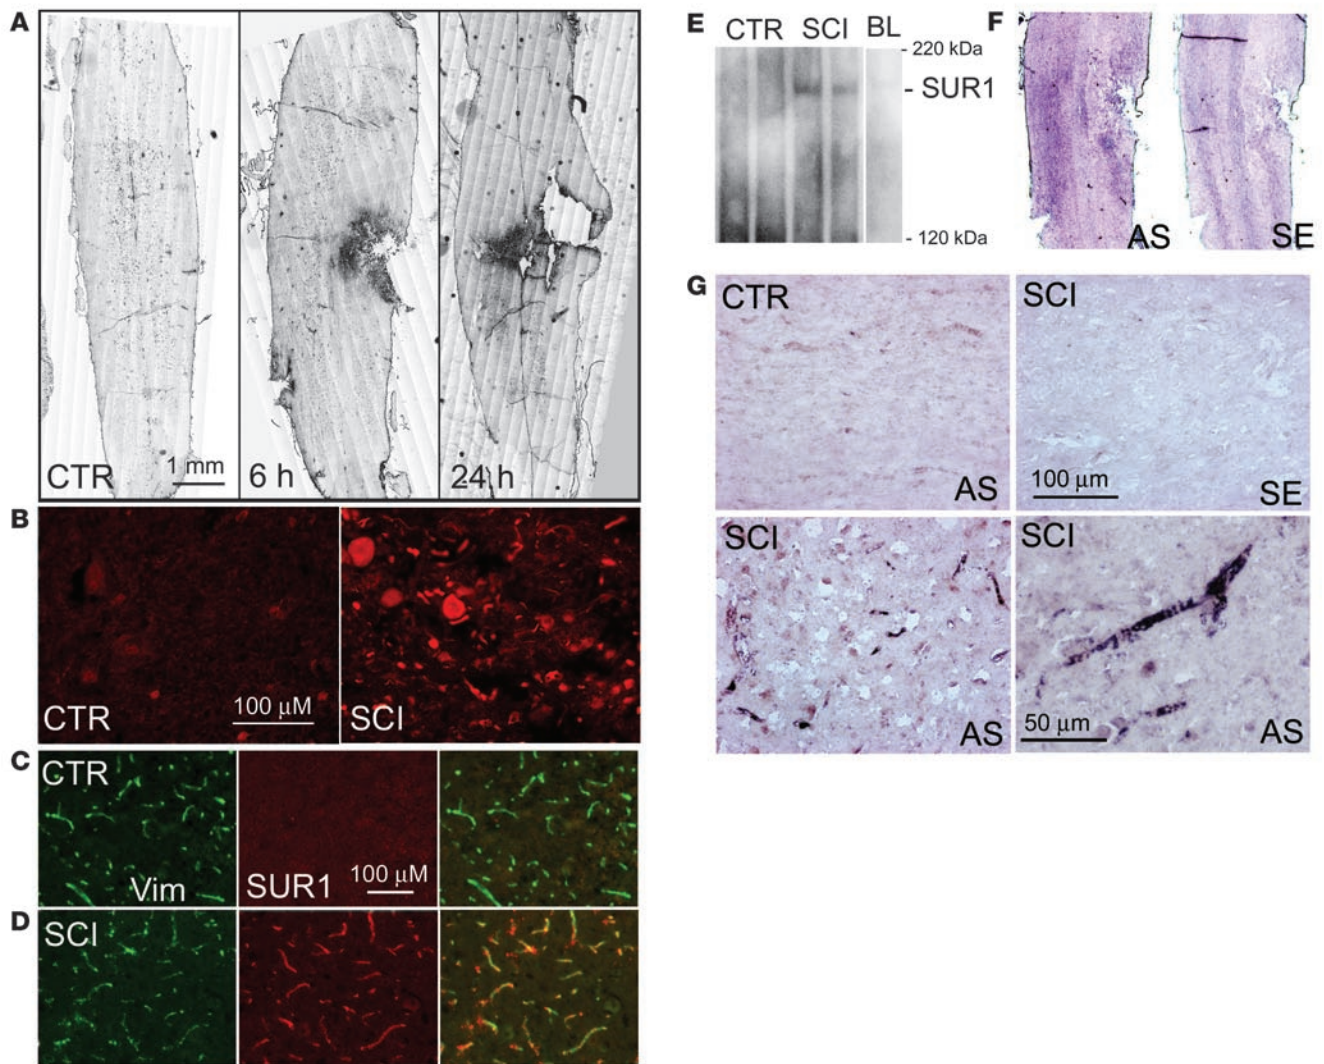 A
CTR
1 mm
6 h
24 h
B
CTR
100 μM
SCI
C
CTR
Vim
SUR1
100 μM
D
SCI
E
CTR SCI BL
- 220 kDa
- SUR1
- 120 kDa
F
AS
SE
G
CTR
AS
SCI
100 μm
SE
SCI
AS
SCI
50 μm
AS